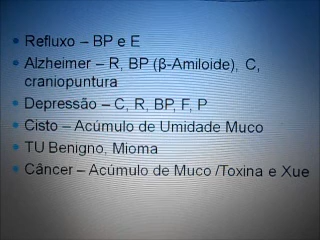 • Refluxo – BP e E
• Alzheimer – R, BP (β-Amiloide), C,
craniopuntura
• Depressão – C, R, BP, F, P
• Cisto – Acúmulo de Umidade Muco
• TU Benigno, Mioma
• Câncer – Acúmulo de Muco /Toxina e Xue